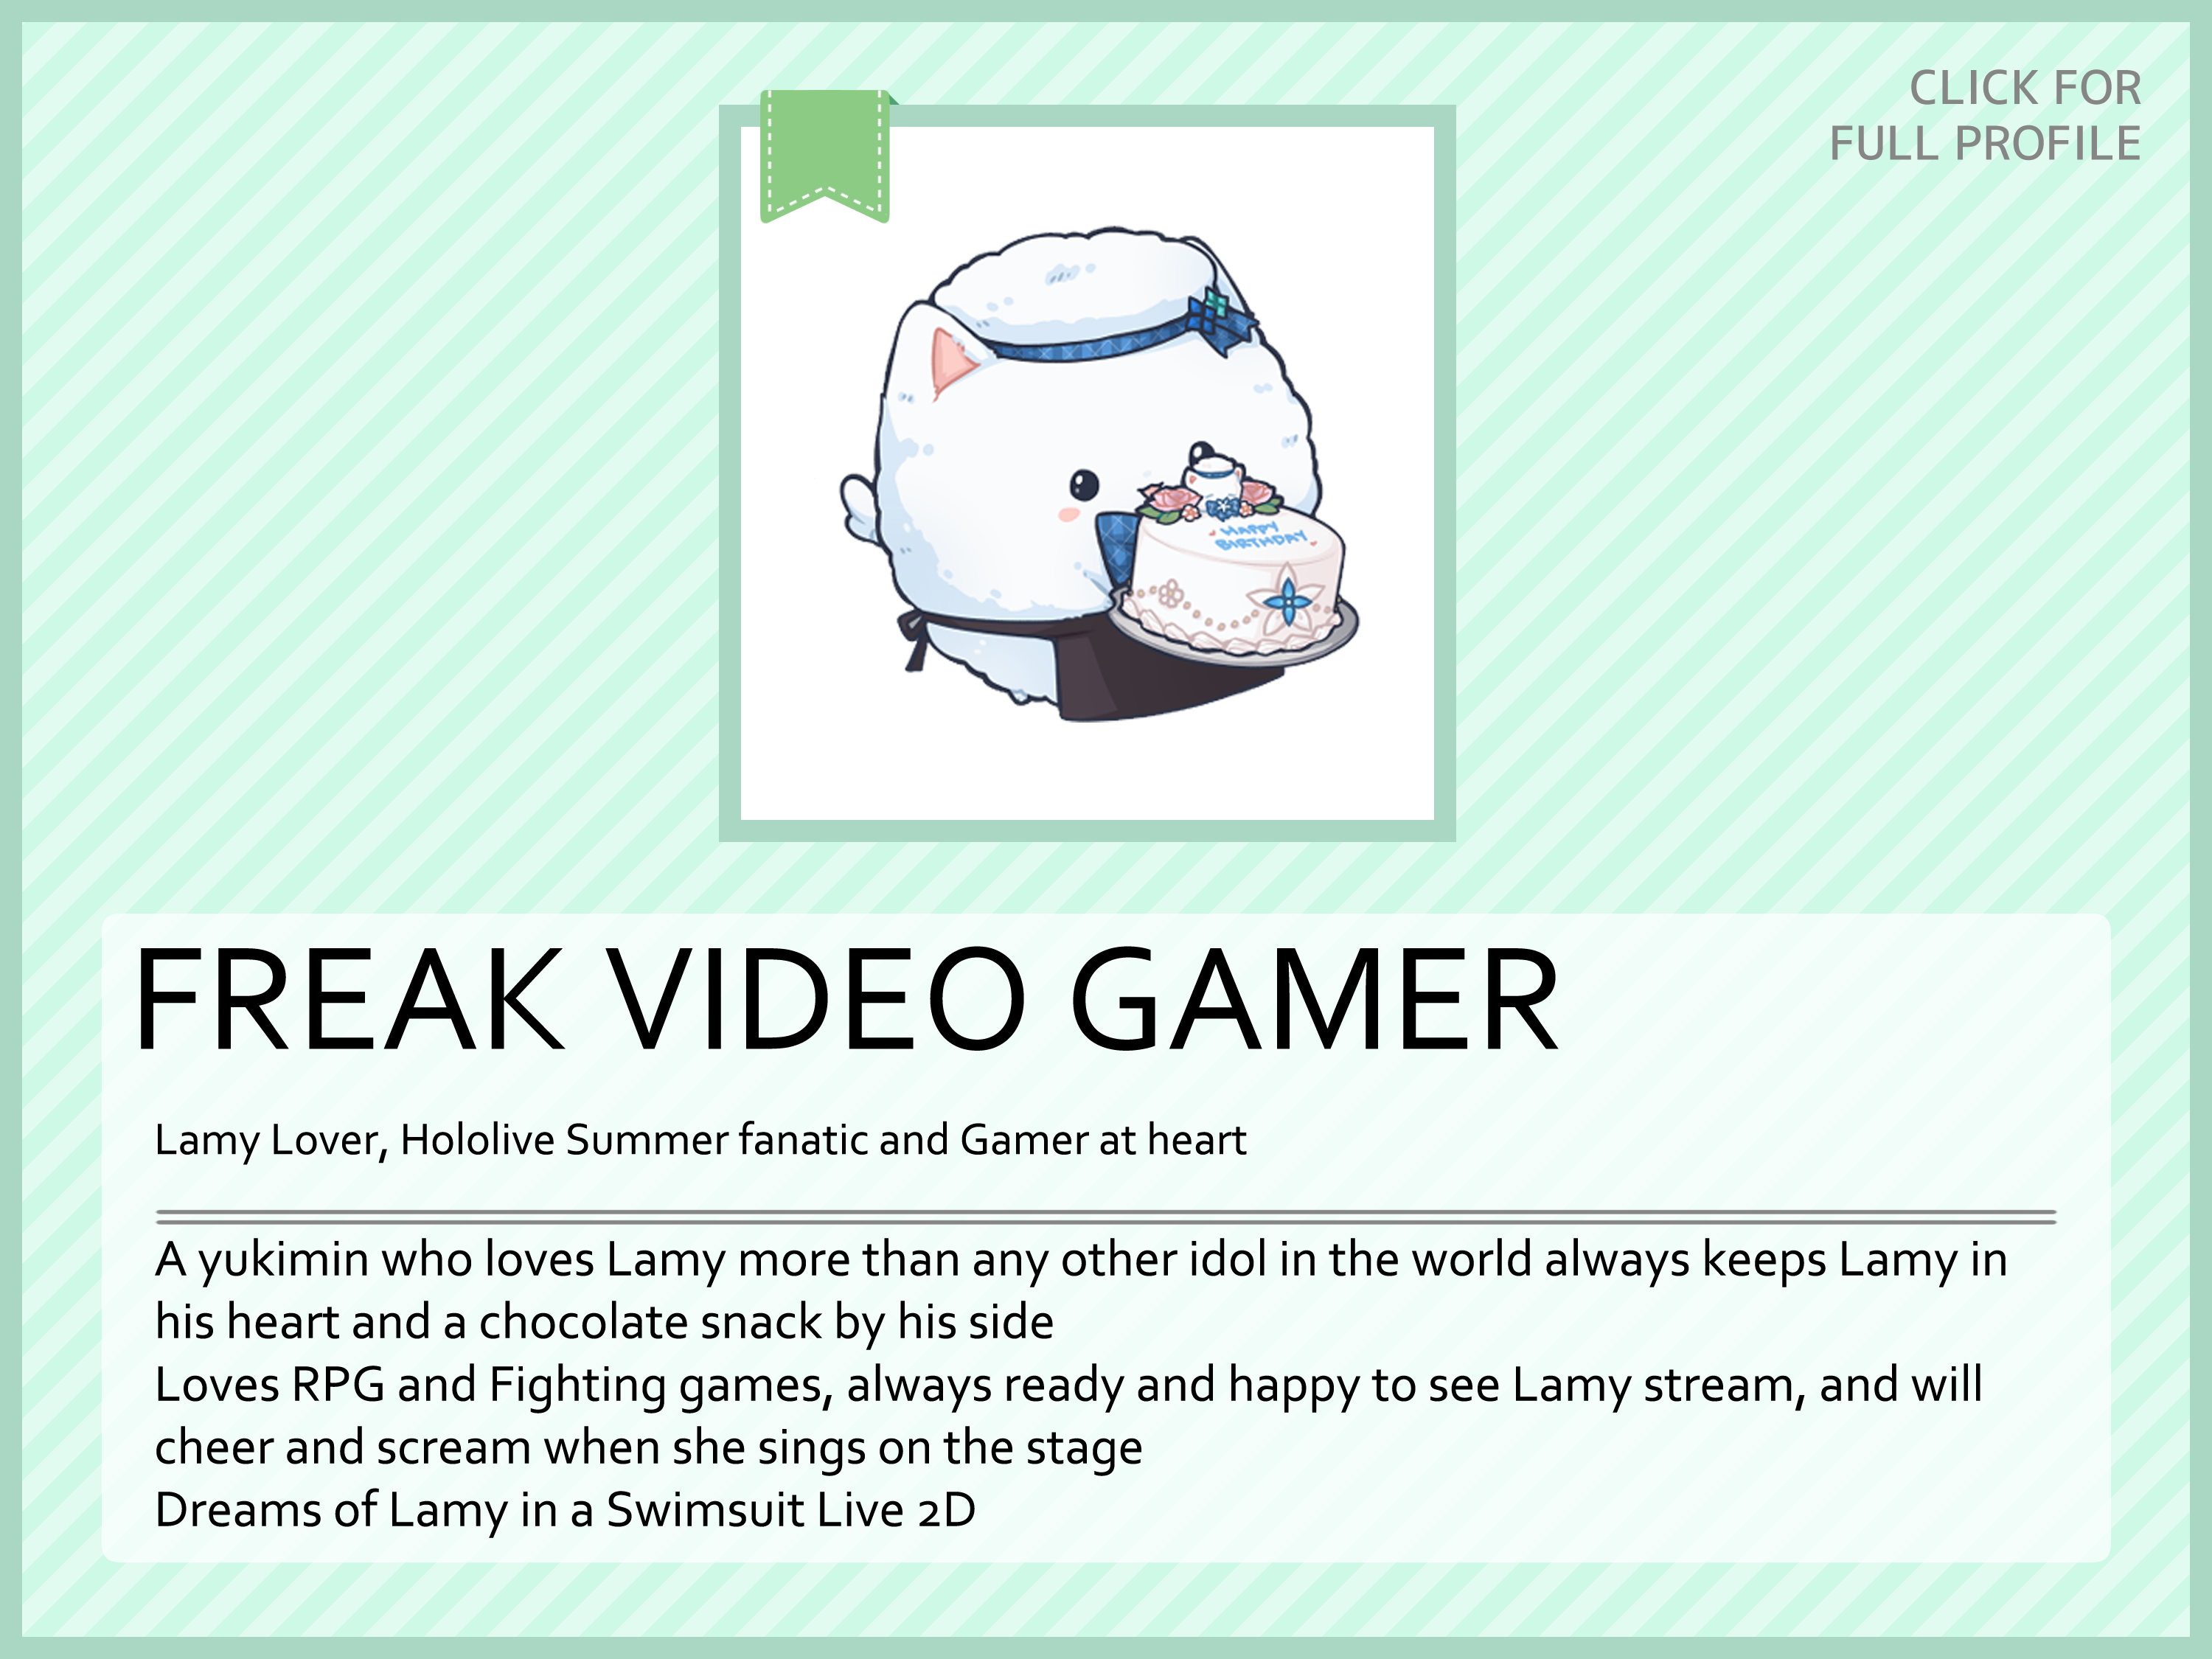 CLICK FOR
FULL PROFILE
HAPPY
BIRTHDAY
FREAK VIDEO GAMER
Lamy Lover, Hololive Summer fanatic and Gamer at heart
A yukimin who loves Lamy more than any other idol in the world always keeps Lamy in
his heart and a chocolate snack by his side
Loves RPG and Fighting games, always ready and happy to see Lamy stream, and will
cheer and scream when she sings on the stage
Dreams of Lamy in a Swimsuit Live 2D